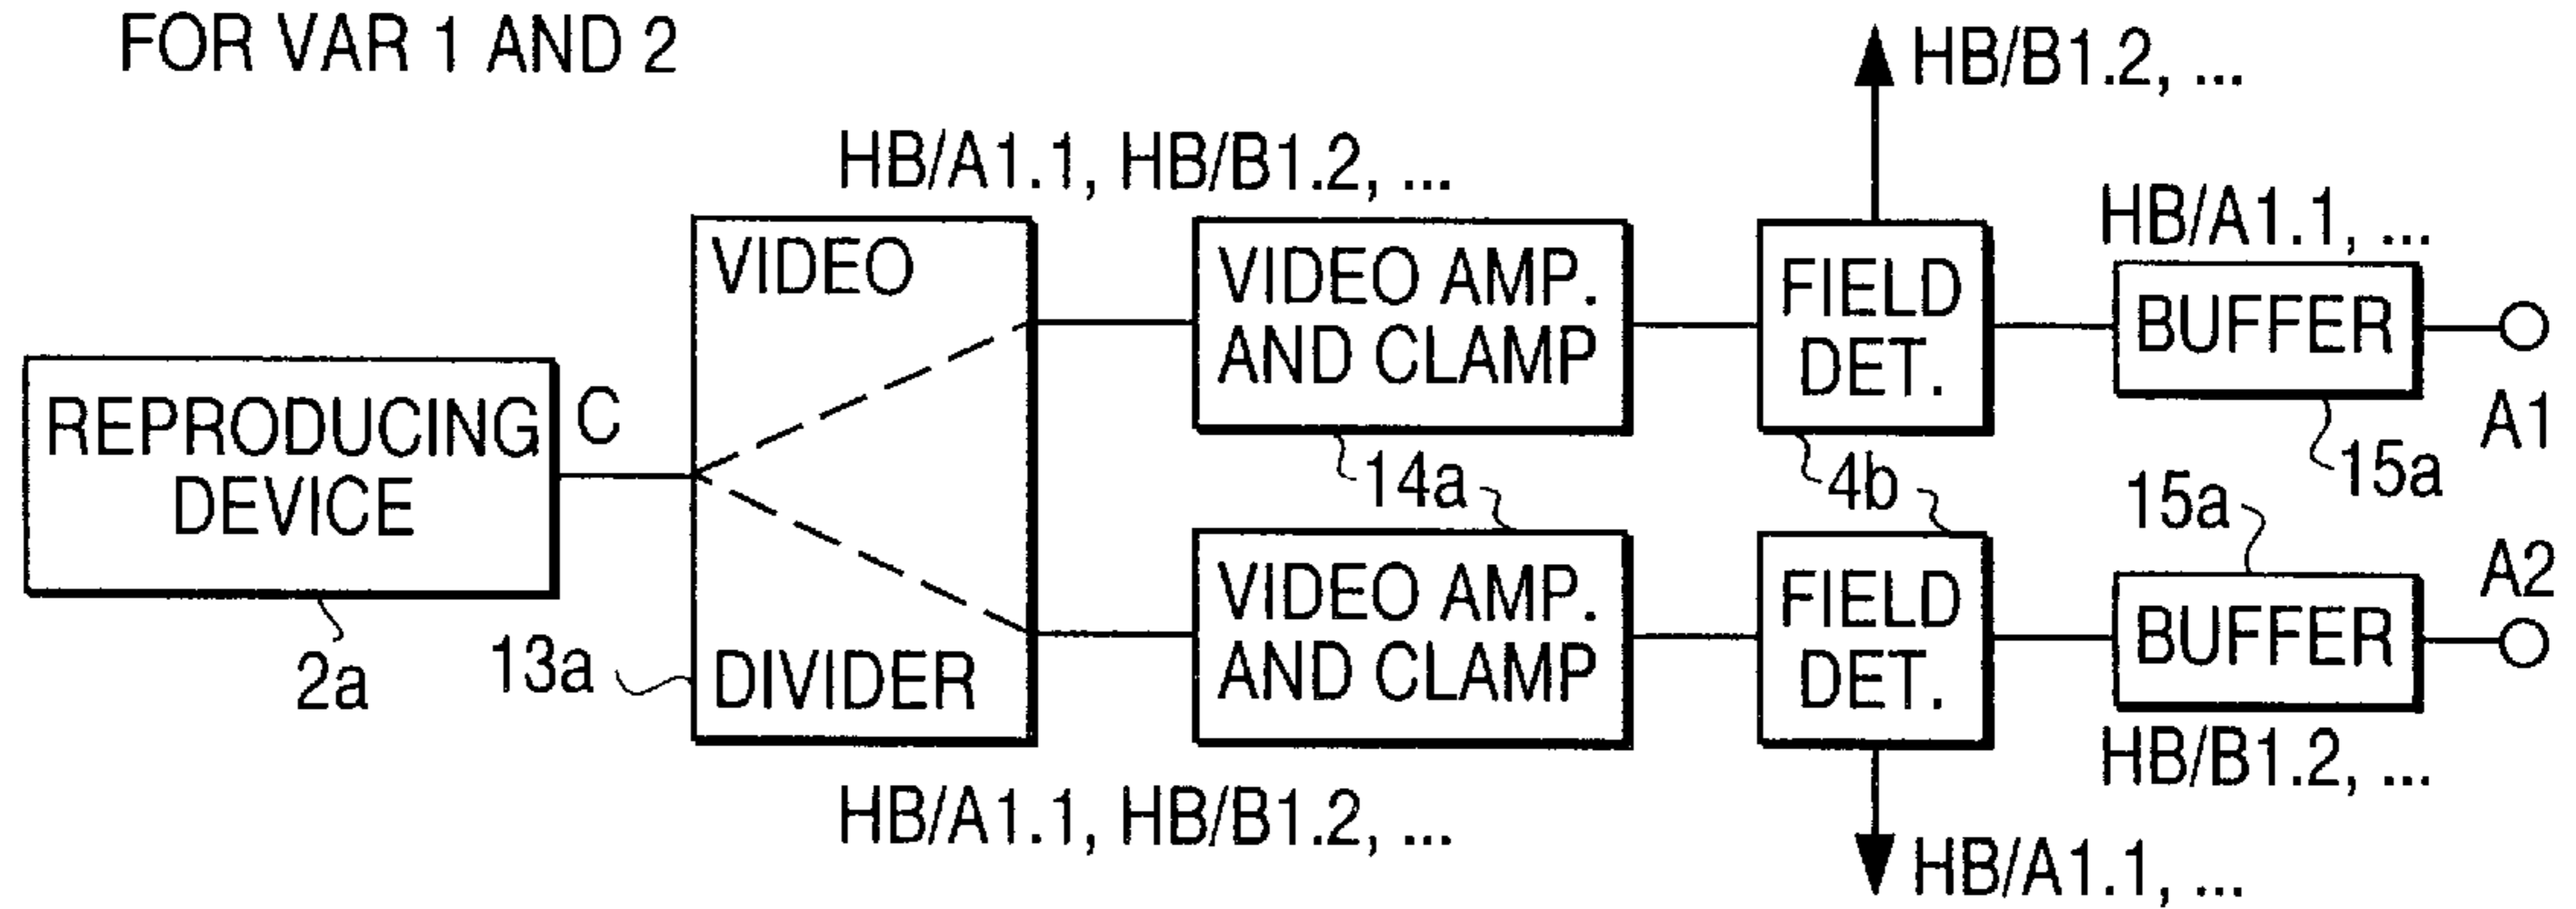 FOR VAR 1 AND 2
HB/B1.2, ...
HB/A1.1, HB/B1.2, ...
HB/A1.1, ...
VIDEO
DIVIDER
VIDEO AMP.
AND CLAMP
FIELD
DET.
BUFFER
A1
REPRODUCING
DEVICE
C
14a
4b
15a
15a
A2
2a
13a
VIDEO AMP.
AND CLAMP
FIELD
DET.
BUFFER
HB/B1.2, ...
HB/A1.1, HB/B1.2, ...
HB/A1.1, ...